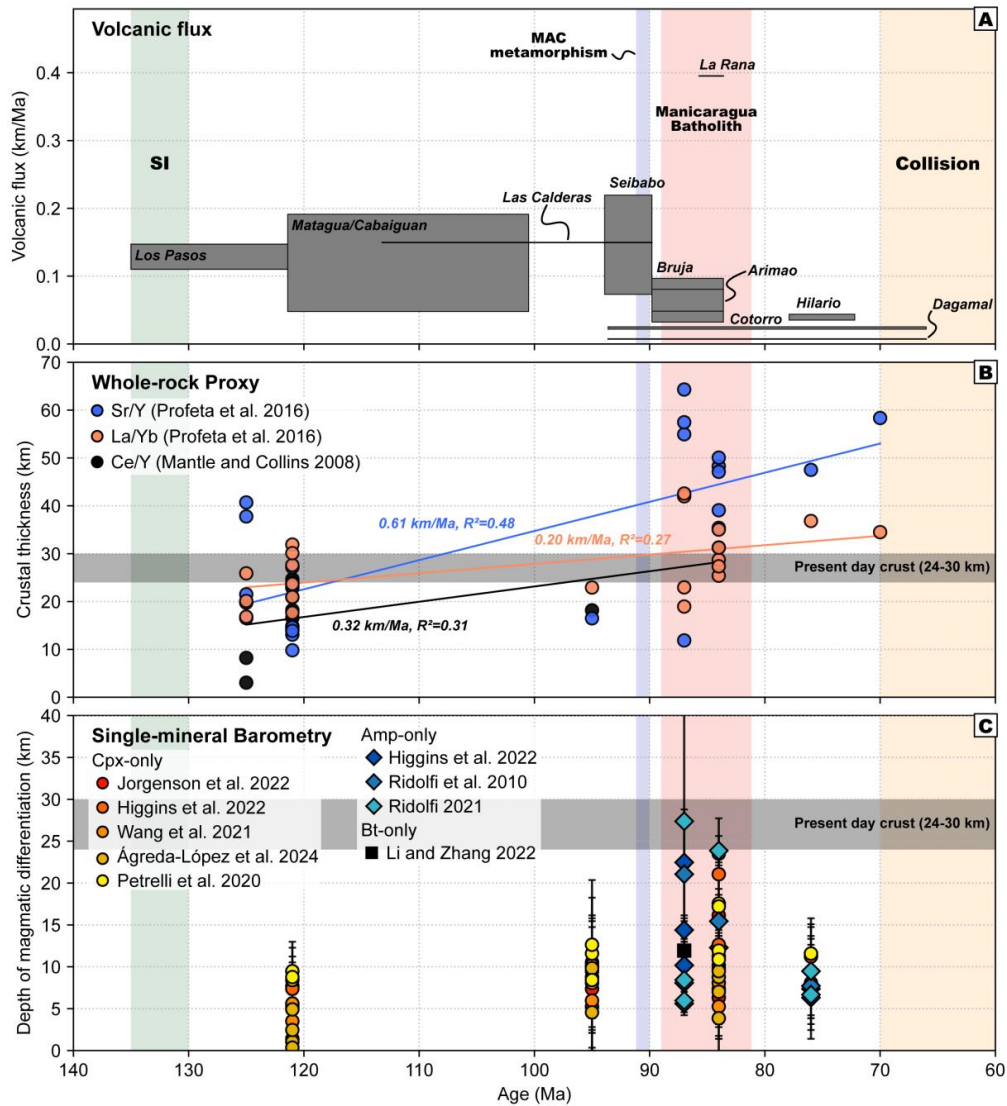 A
Volcanic flux
MAC
metamorphism
La Rana
Manicaragua
Batholith
SI
Collision
Seibabo
Las Calderas
Matagua/Cabaiguan
Los Pasos
Bruja
Arimao
Hilario
Dagamal
Cotorro
Volcanic flux (km/Ma)
0.4
0.3
0.2
0.1
0.0
B
Whole-rock Proxy
Sr/Y (Profeta et al. 2016)
La/Yb (Profeta et al. 2016)
Ce/Y (Mantle and Collins 2008)
0.61 km/Ma, R²=0.48
0.20 km/Ma, R²=0.27
Present day crust (24-30 km)
0.32 km/Ma, R²=0.31
Crustal thickness (km)
70
60
50
40
30
20
10
0
C
Single-mineral Barometry
Cpx-only
Jorgenson et al. 2022
Higgins et al. 2022
Wang et al. 2021
Ágreda-López et al. 2024
Petrelli et al. 2020
Amp-only
Higgins et al. 2022
Ridolfi et al. 2010
Ridolfi 2021
Bt-only
Li and Zhang 2022
Present day crust (24-30 km)
Depth of magmatic differentiation (km)
40
35
30
25
20
15
10
5
0
140 130 120 110 100 90 80 70 60
Age (Ma)